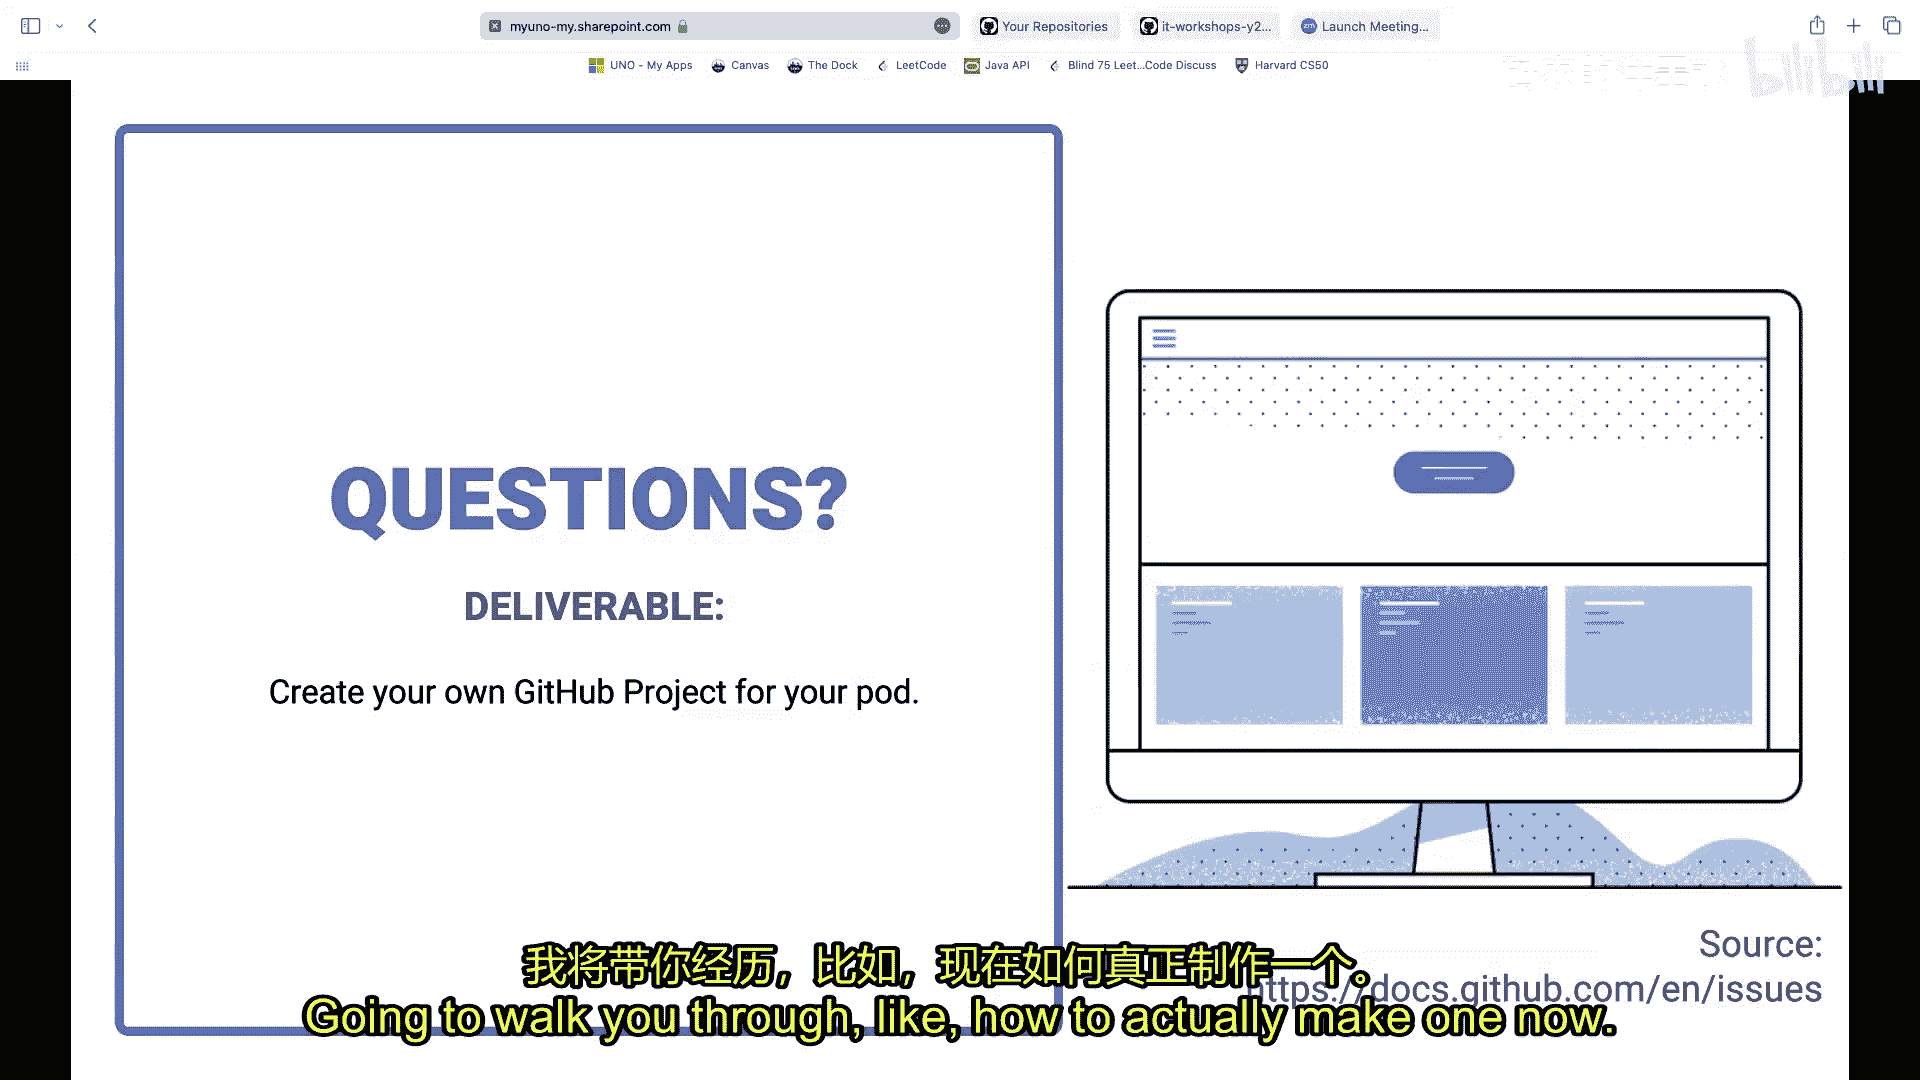 myuno-my.sharepoint.com
Your Repositories
it-workshops-y2...
Launch Meeting...
UNO - My Apps
Canvas
The Dock
LeetCode
Java API
Blind 75 Leet...Code Discuss
Harvard CS50
bilibili
QUESTIONS?
DELIVERABLE:
Create your own GitHub Project for your pod.
Source:
https://docs.github.com/en/issues
我将带你经历，比如，现在如何真正制作一个。
Going to walk you through, like, how to actually make one now.